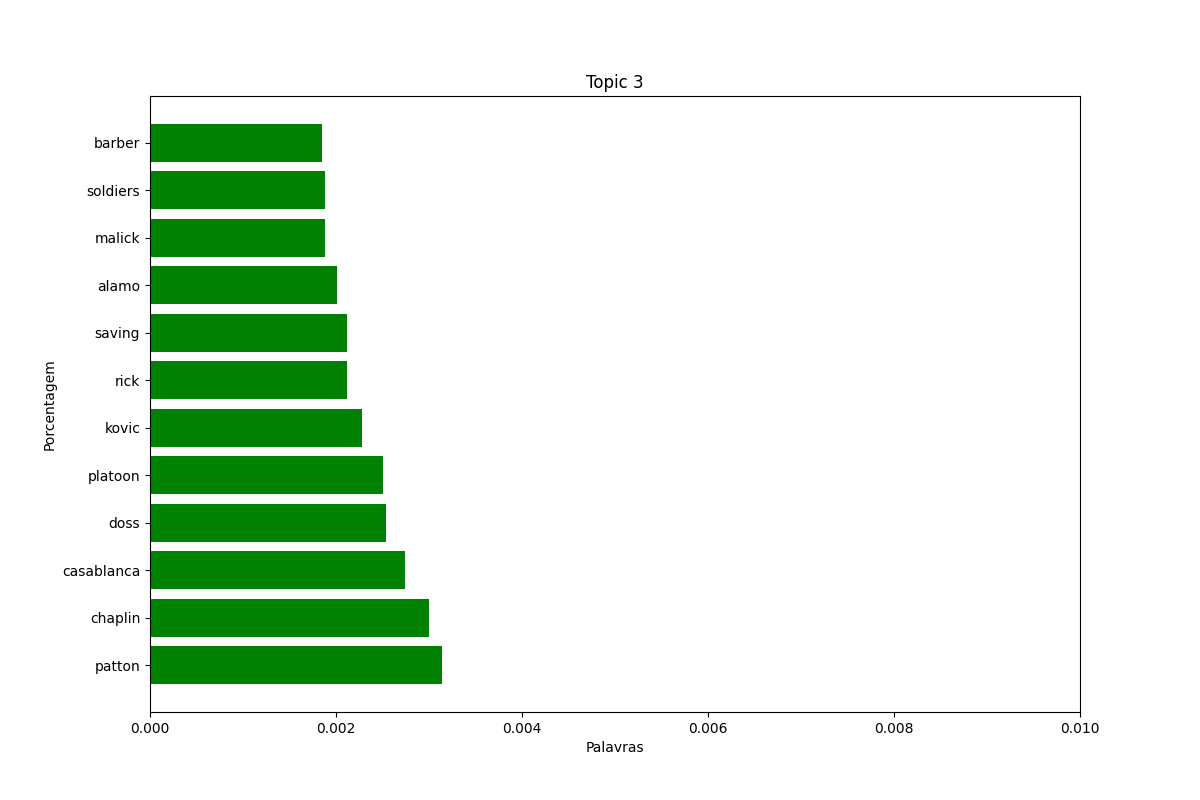 Topic 3
barber
soldiers
malick
alamo
saving
rick
kovic
platoon
doss
casablanca
chaplin
patton
Porcentagem
0.000 0.002 0.004 0.006 0.008 0.010
Palavras